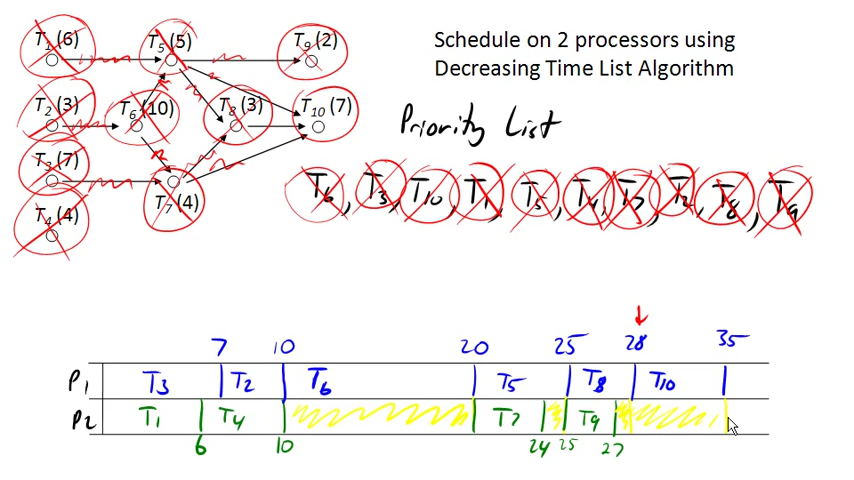 T1(6) T5(5) T9(2)
Schedule on 2 processors using
Decreasing Time List Algorithm
T2(3) T6(10) T8(3) T10(7)
Priority List
T3(7)
T7(4)
T4(4)
T6, T3, T10, T1, T5, T4, T7, T2, T8, T9
7 10 20 25 28 35
P1 T3 T2 T6 T5 T8 T10
P2 T1 T4 T7 T9
6 10 24 25 27